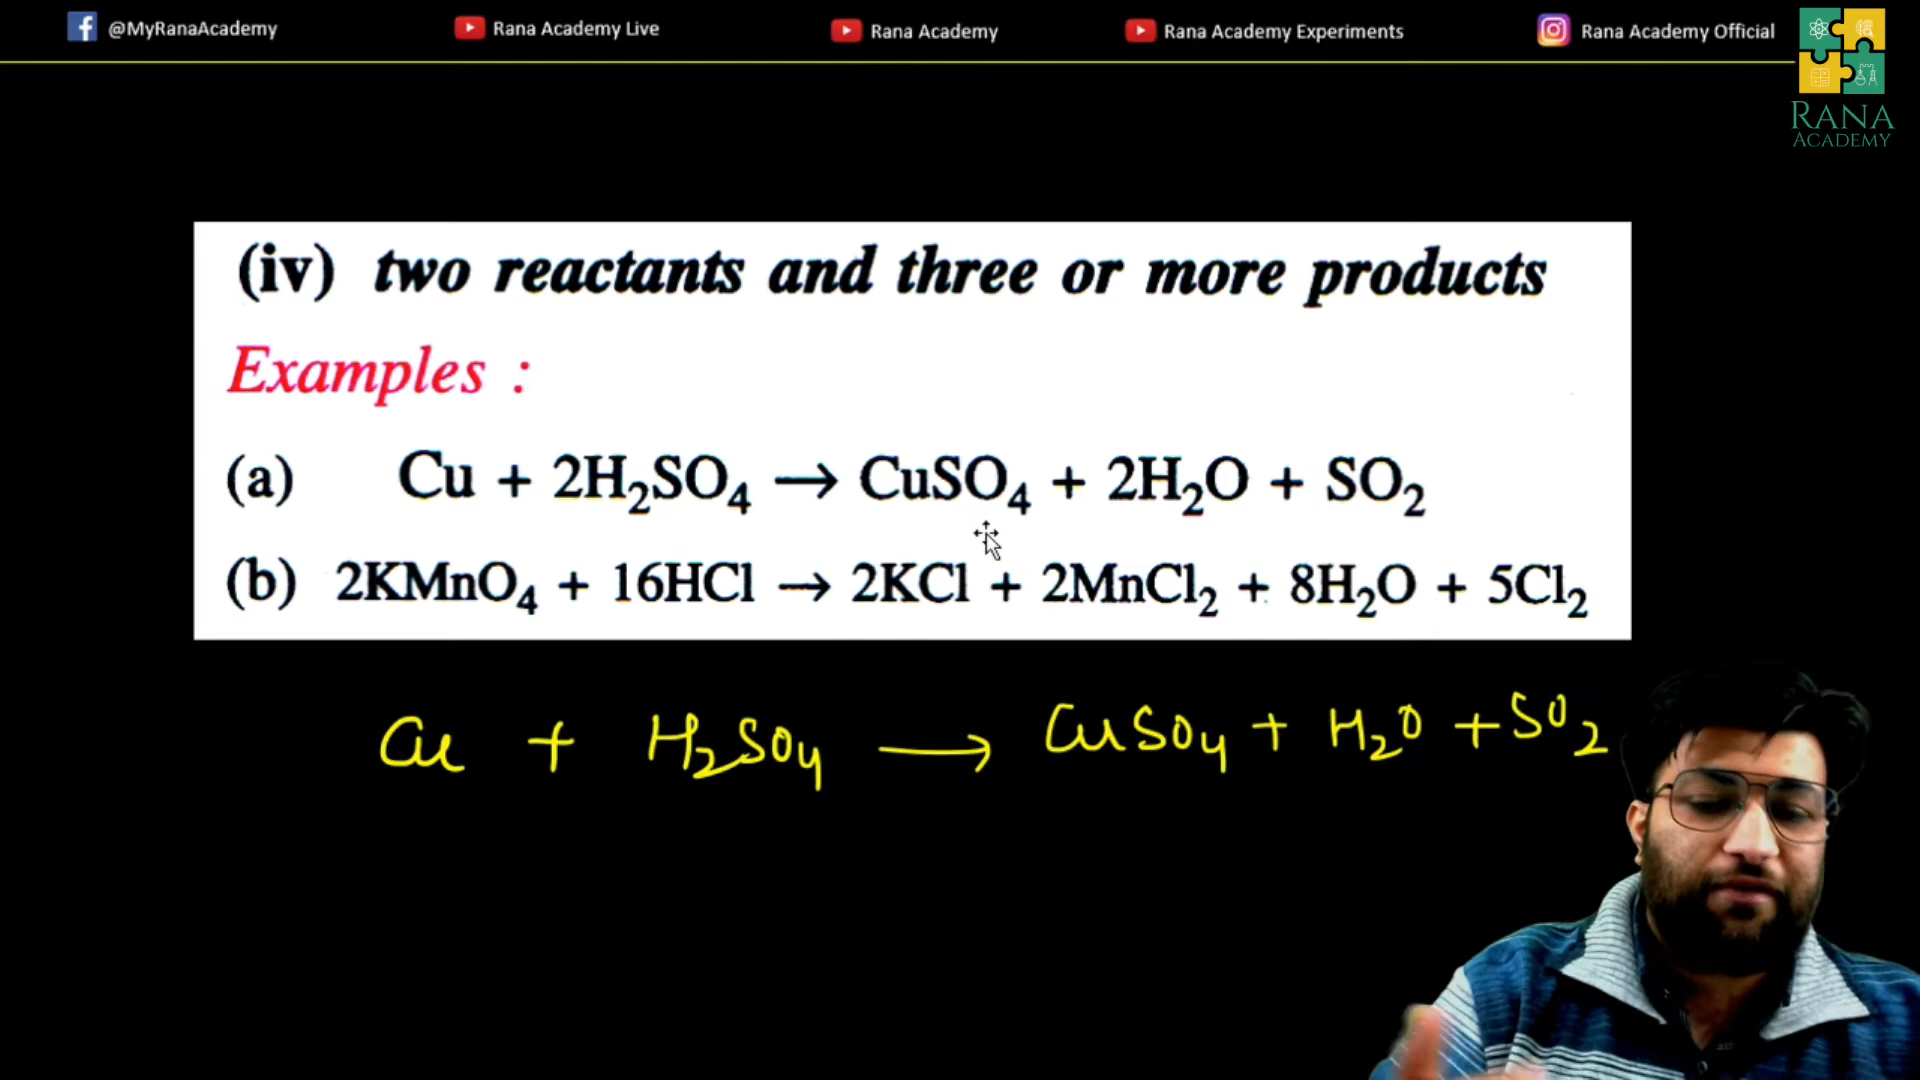 @MyRanaAcademy Rana Academy Live Rana Academy Rana Academy Experiments Rana Academy Official
RANA
ACADEMY
(iv) two reactants and three or more products
Examples :
(a) Cu + 2H₂SO₄ → CuSO₄ + 2H₂O + SO₂
(b) 2KMnO₄ + 16HCl → 2KCl + 2MnCl₂ + 8H₂O + 5Cl₂
Cu + H₂SO₄ → CuSO₄ + H₂O + SO₂